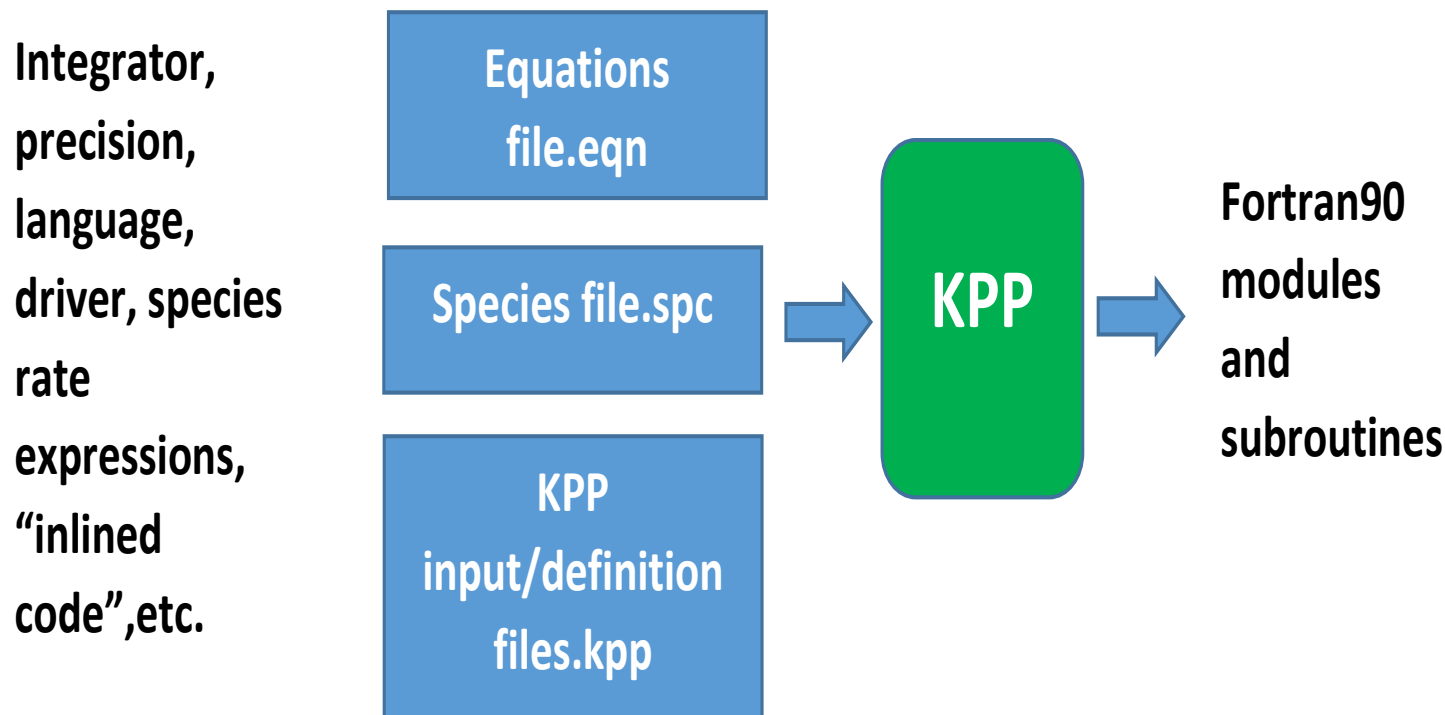 Integrator,
precision,
language,
driver, species
rate
expressions,
“inlined
code”,etc.
Equations
file.eqn
Species file.spc
KPP
input/definition
files.kpp
KPP
Fortran90
modules
and
subroutines